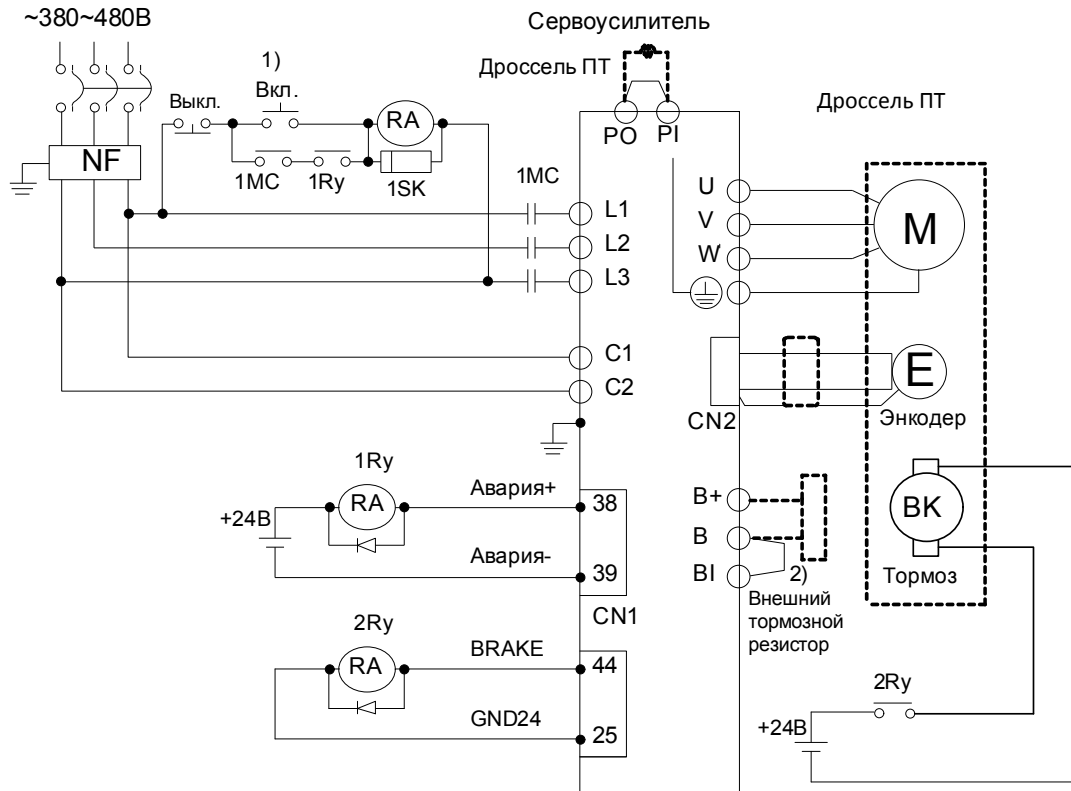 ~380~480В
Сервоусилитель
1)
Дроссель ПТ
Дроссель ПТ
Выкл.
Вкл.
RA
PO
PI
NF
1MC
1Ry
1SK
1MC
U
L1
V
M
L2
W
L3
C1
E
C2
CN2
Энкодер
1Ry
Авария+
B+
RA
38
BK
+24В
B
Авария-
39
BI
2)
Тормоз
Внешний
тормозной
резистор
CN1
2Ry
BRAKE
RA
44
2Ry
GND24
25
+24В